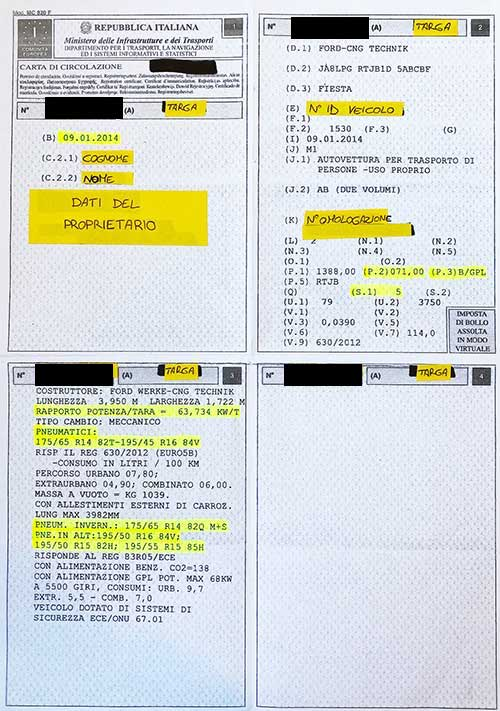 Mod. MC 820 F
I
COMUNITÀ
EUROPEA
REPUBBLICA ITALIANA
Ministero delle Infrastrutture e dei Trasporti
DIPARTIMENTO PER I TRASPORTI, LA NAVIGAZIONE
ED I SISTEMI INFORMATIVI E STATISTICI
1
CARTA DI CIRCOLAZIONE
N°
(A)
TARGA
(B) 09.01.2014
(C.2.1) COGNOME
(C.2.2) NOME
DATI DEL
PROPRIETARIO
N°
(A)
TARGA
2
(D.1) FORD-CNG TECHNIK
(D.2) JA8LPG RTJB1D 5ABCBF
(D.3) FIESTA
(E) N° ID VEICOLO
(F.1)
(F.2) 1530 (F.3) (G)
(I) 09.01.2014
(J) M1
(J.1) AUTOVETTURA PER TRASPORTO DI
PERSONE -USO PROPRIO
(J.2) AB (DUE VOLUMI)
(K) N° OMOLOGAZIONE
(L) 2 (N.1) (N.2)
(N.3) (N.4) (N.5)
(O.1) (O.2)
(P.1) 1388,00 (P.2)071,00 (P.3)B/GPL
(P.5) RTJB
(Q) (S.1) 5 (S.2)
(U.1) 79 (U.2) 3750
(V.1) (V.2)
(V.3) 0,0390 (V.5)
(V.6) (V.7) 114,0
(V.9) 630/2012
IMPOSTA
DI BOLLO
ASSOLTA
IN MODO
VIRTUALE
N°
(A)
TARGA
3
COSTRUTTORE: FORD WERKE-CNG TECHNIK
LUNGHEZZA 3,950 M LARGHEZZA 1,722 M
RAPPORTO POTENZA/TARA = 63,734 KW/T
TIPO CAMBIO: MECCANICO
PNEUMATICI:
175/65 R14 82T-195/45 R16 84V
RISP IL REG 630/2012 (EURO5B)
-CONSUMO IN LITRI / 100 KM
PERCORSO URBANO 07,80;
EXTRAURBANO 04,90; COMBINATO 06,00.
MASSA A VUOTO = KG 1039.
CON ALLESTIMENTI ESTERNI DI CARROZ.
LUNG MAX 3982MM
PNEUM. INVERN.: 175/65 R14 82Q M+S
PNE.IN ALT:195/50 R16 84V;
195/50 R15 82H; 195/55 R15 85H
RISPONDE AL REG 83R05/ECE
CON ALIMENTAZIONE BENZ. CO2=138
CON ALIMENTAZIONE GPL POT. MAX 68KW
A 5500 GIRI, CONSUMI: URB. 9,7
EXTR. 5,5 - COMB. 7,0
VEICOLO DOTATO DI SISTEMI DI
SICUREZZA ECE/ONU 67.01
N°
(A)
TARGA
4